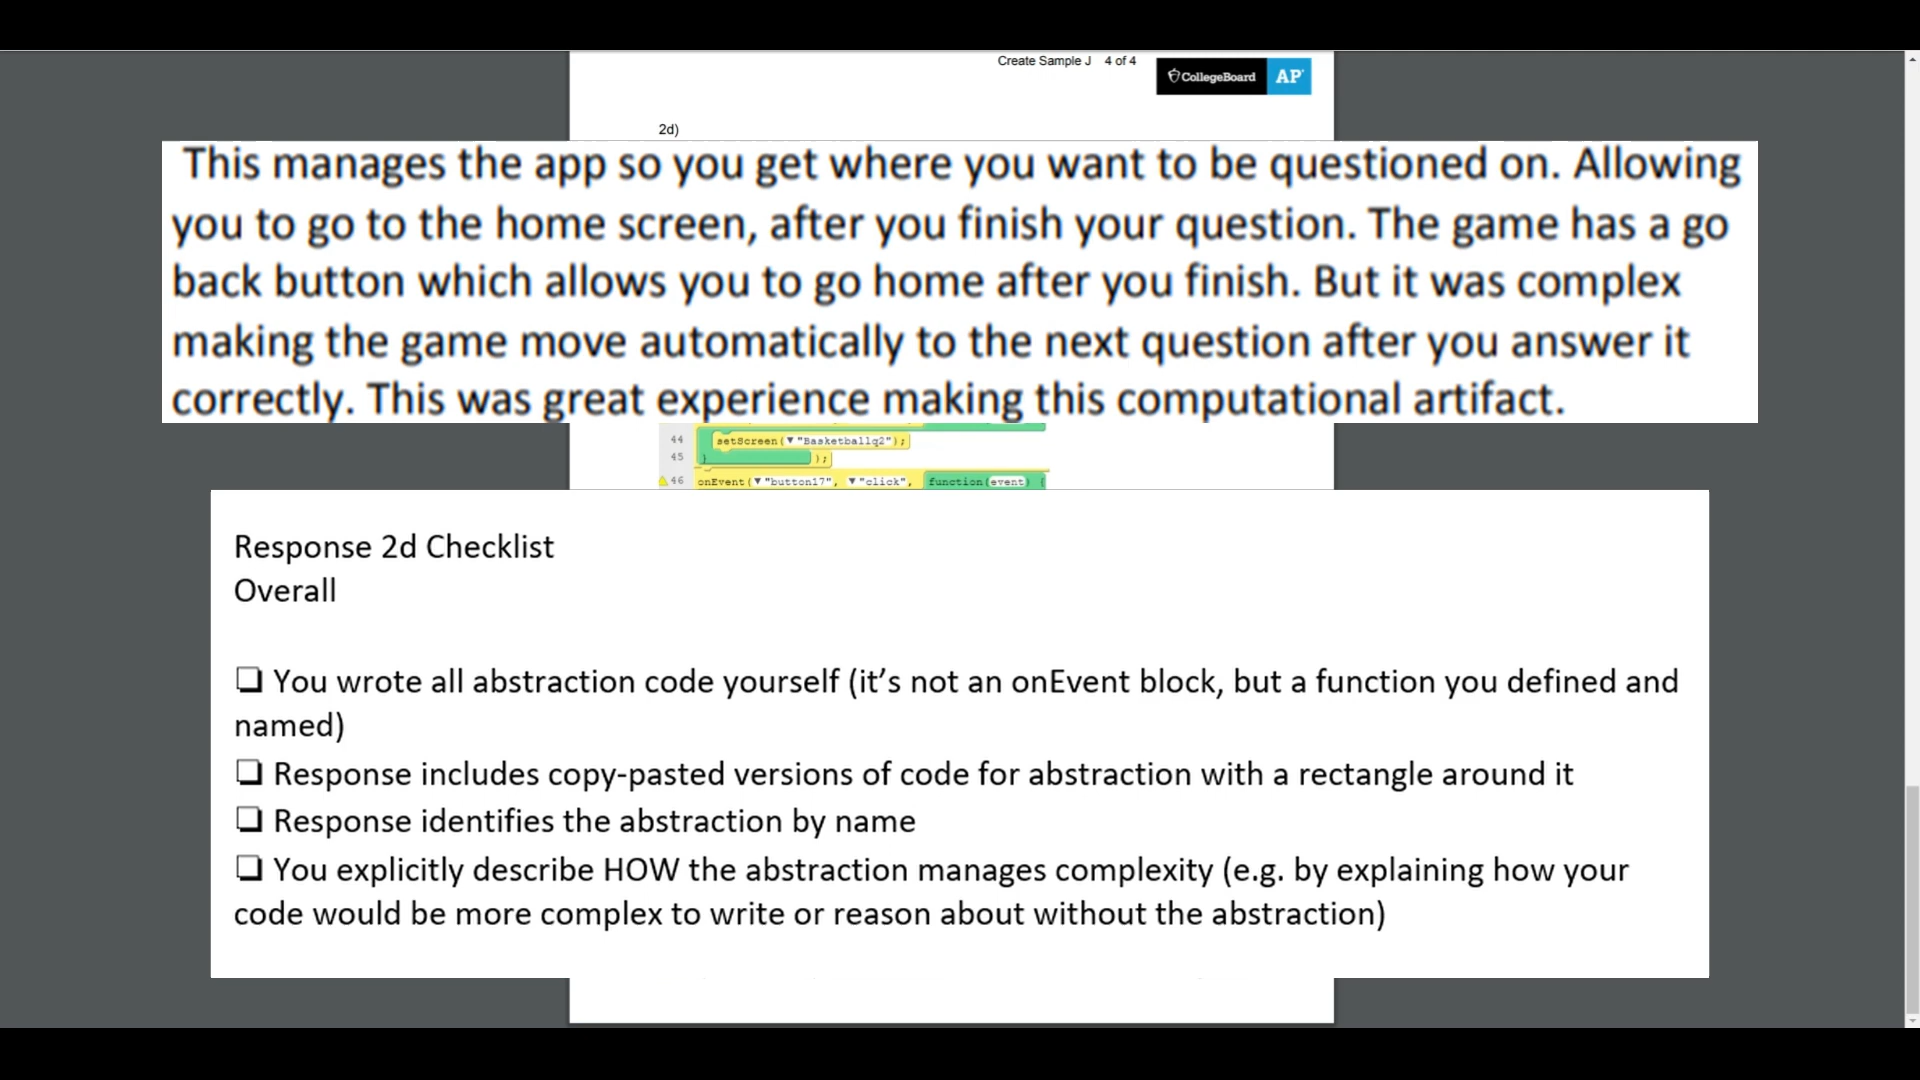 Create Sample J 4 of 4
CollegeBoard AP
2d)
This manages the app so you get where you want to be questioned on. Allowing
you to go to the home screen, after you finish your question. The game has a go
back button which allows you to go home after you finish. But it was complex
making the game move automatically to the next question after you answer it
correctly. This was great experience making this computational artifact.
44 setScreen(▼"Basketballq2");
45 } );
46 onEvent(▼"button17", ▼"click", function(event) {
Response 2d Checklist
Overall
❏ You wrote all abstraction code yourself (it’s not an onEvent block, but a function you defined and
named)
❏ Response includes copy-pasted versions of code for abstraction with a rectangle around it
❏ Response identifies the abstraction by name
❏ You explicitly describe HOW the abstraction manages complexity (e.g. by explaining how your
code would be more complex to write or reason about without the abstraction)